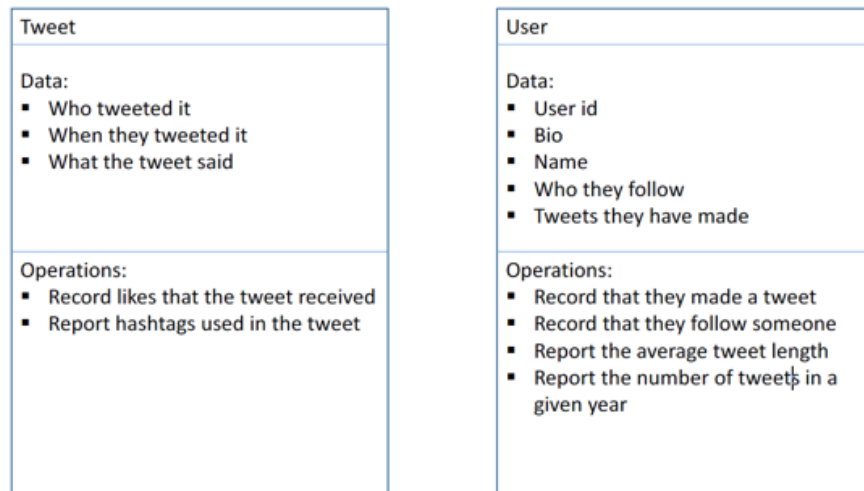 Tweet
Data:
▪ Who tweeted it
▪ When they tweeted it
▪ What the tweet said
Operations:
▪ Record likes that the tweet received
▪ Report hashtags used in the tweet
User
Data:
▪ User id
▪ Bio
▪ Name
▪ Who they follow
▪ Tweets they have made
Operations:
▪ Record that they made a tweet
▪ Record that they follow someone
▪ Report the average tweet length
▪ Report the number of tweets in a
given year